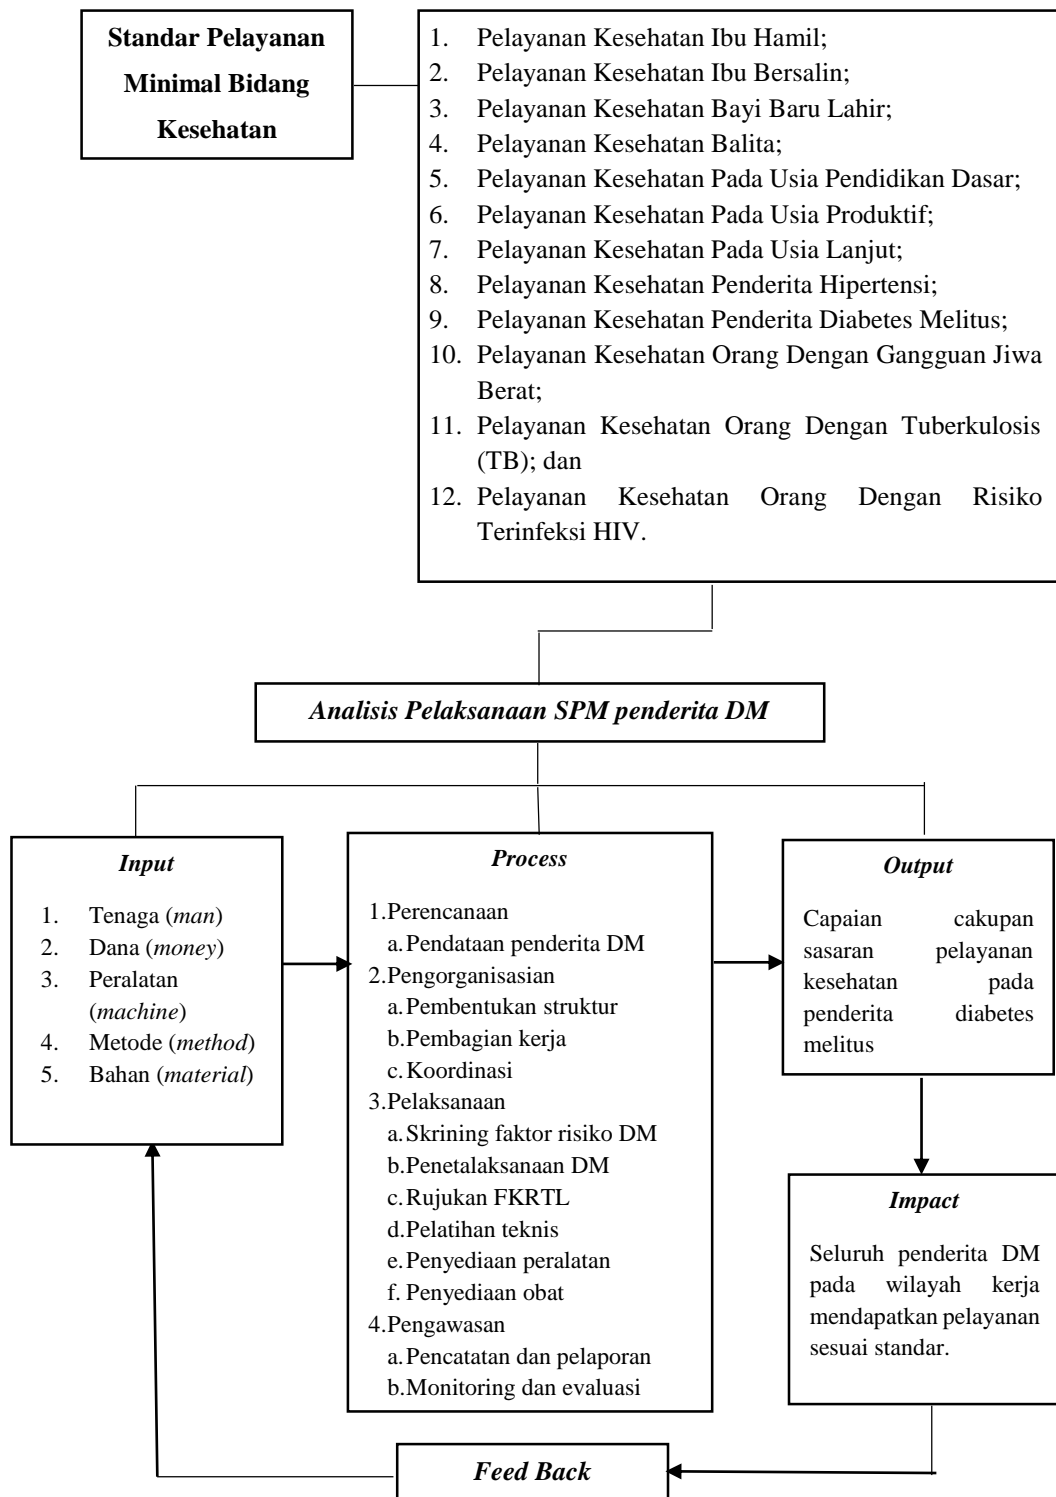 Standar Pelayanan
Minimal Bidang
Kesehatan
1. Pelayanan Kesehatan Ibu Hamil;
2. Pelayanan Kesehatan Ibu Bersalin;
3. Pelayanan Kesehatan Bayi Baru Lahir;
4. Pelayanan Kesehatan Balita;
5. Pelayanan Kesehatan Pada Usia Pendidikan Dasar;
6. Pelayanan Kesehatan Pada Usia Produktif;
7. Pelayanan Kesehatan Pada Usia Lanjut;
8. Pelayanan Kesehatan Penderita Hipertensi;
9. Pelayanan Kesehatan Penderita Diabetes Melitus;
10. Pelayanan Kesehatan Orang Dengan Gangguan Jiwa
Berat;
11. Pelayanan Kesehatan Orang Dengan Tuberkulosis
(TB); dan
12. Pelayanan Kesehatan Orang Dengan Risiko
Terinfeksi HIV.
Analisis Pelaksanaan SPM penderita DM
Input
1. Tenaga (man)
2. Dana (money)
3. Peralatan
(machine)
4. Metode (method)
5. Bahan (material)
Process
1.Perencanaan
a.Pendataan penderita DM
2.Pengorganisasian
a.Pembentukan struktur
b.Pembagian kerja
c.Koordinasi
3.Pelaksanaan
a.Skrining faktor risiko DM
b.Penetalaksanaan DM
c.Rujukan FKRTL
d.Pelatihan teknis
e.Penyediaan peralatan
f. Penyediaan obat
4.Pengawasan
a.Pencatatan dan pelaporan
b.Monitoring dan evaluasi
Output
Capaian cakupan
sasaran pelayanan
kesehatan pada
penderita diabetes
melitus
Impact
Seluruh penderita DM
pada wilayah kerja
mendapatkan pelayanan
sesuai standar.
Feed Back